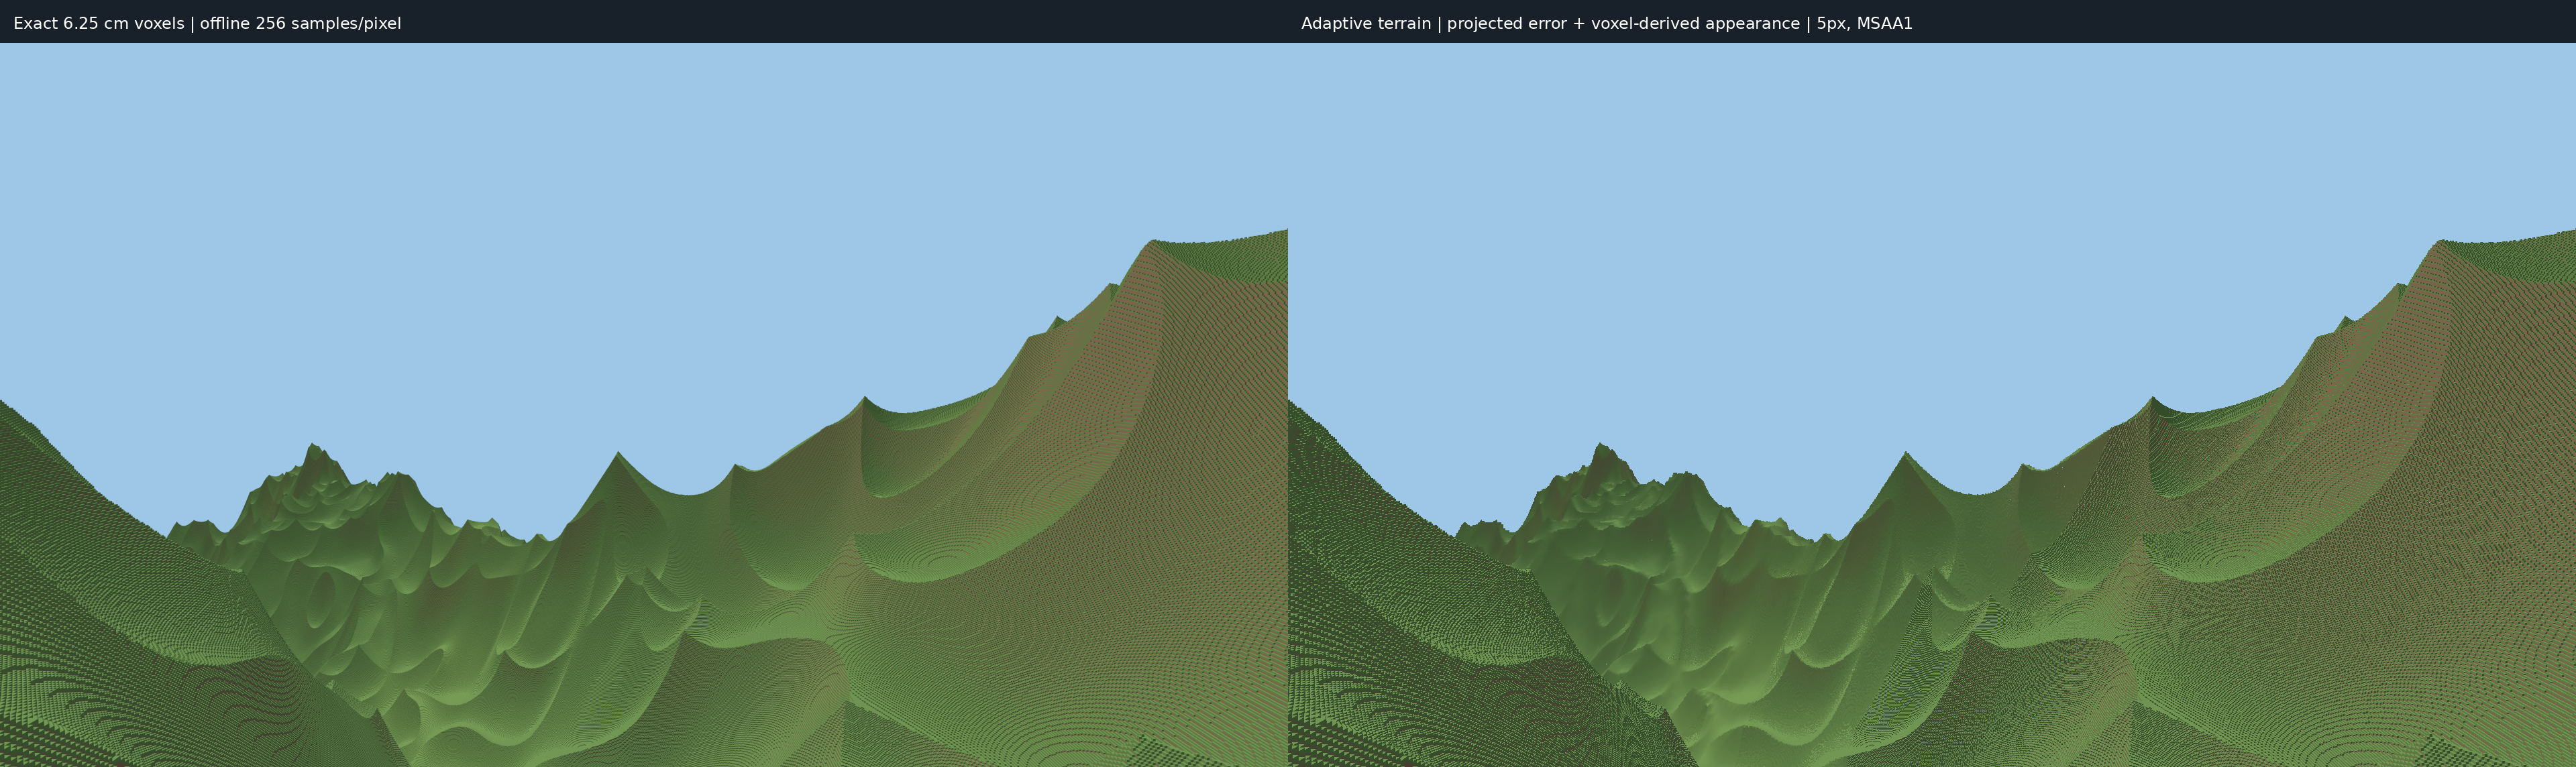 Exact 6.25 cm voxels | offline 256 samples/pixel
Adaptive terrain | projected error + voxel-derived appearance | 5px, MSAA1